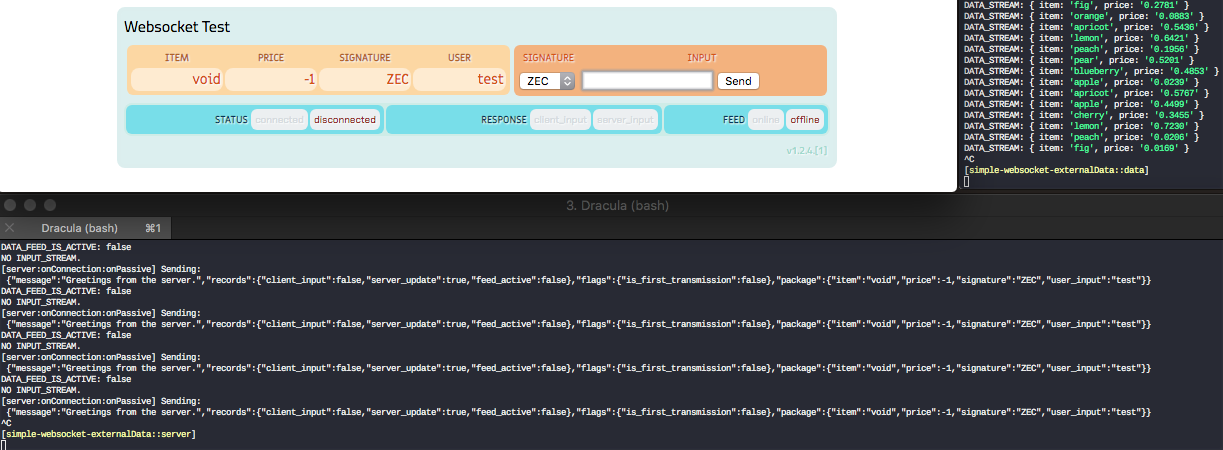 Websocket Test
ITEM PRICE SIGNATURE USER
void -1 ZEC test
SIGNATURE INPUT
ZEC Send
STATUS connected disconnected
RESPONSE client_input server_input
FEED online offline
v1.2.4[1]
DATA_STREAM: { item: 'fig', price: '0.2781' }
DATA_STREAM: { item: 'orange', price: '0.0883' }
DATA_STREAM: { item: 'apricot', price: '0.5436' }
DATA_STREAM: { item: 'lemon', price: '0.6421' }
DATA_STREAM: { item: 'peach', price: '0.1956' }
DATA_STREAM: { item: 'pear', price: '0.5201' }
DATA_STREAM: { item: 'blueberry', price: '0.4853' }
DATA_STREAM: { item: 'apple', price: '0.0239' }
DATA_STREAM: { item: 'apricot', price: '0.5767' }
DATA_STREAM: { item: 'apple', price: '0.4499' }
DATA_STREAM: { item: 'cherry', price: '0.3455' }
DATA_STREAM: { item: 'lemon', price: '0.7230' }
DATA_STREAM: { item: 'peach', price: '0.0206' }
DATA_STREAM: { item: 'fig', price: '0.0169' }
^C
[simple-websocket-externalData::data]
3. Dracula (bash)
Dracula (bash) ⌘1
DATA_FEED_IS_ACTIVE: false
NO INPUT_STREAM.
[server:onConnection:onPassive] Sending:
{"message":"Greetings from the server.","records":{"client_input":false,"server_update":true,"feed_active":false},"flags":{"is_first_transmission":false},"package":{"item":"void","price":-1,"signature":"ZEC","user_input":"test"}}
DATA_FEED_IS_ACTIVE: false
NO INPUT_STREAM.
[server:onConnection:onPassive] Sending:
{"message":"Greetings from the server.","records":{"client_input":false,"server_update":true,"feed_active":false},"flags":{"is_first_transmission":false},"package":{"item":"void","price":-1,"signature":"ZEC","user_input":"test"}}
DATA_FEED_IS_ACTIVE: false
NO INPUT_STREAM.
[server:onConnection:onPassive] Sending:
{"message":"Greetings from the server.","records":{"client_input":false,"server_update":true,"feed_active":false},"flags":{"is_first_transmission":false},"package":{"item":"void","price":-1,"signature":"ZEC","user_input":"test"}}
DATA_FEED_IS_ACTIVE: false
NO INPUT_STREAM.
[server:onConnection:onPassive] Sending:
{"message":"Greetings from the server.","records":{"client_input":false,"server_update":true,"feed_active":false},"flags":{"is_first_transmission":false},"package":{"item":"void","price":-1,"signature":"ZEC","user_input":"test"}}
^C
[simple-websocket-externalData::server]